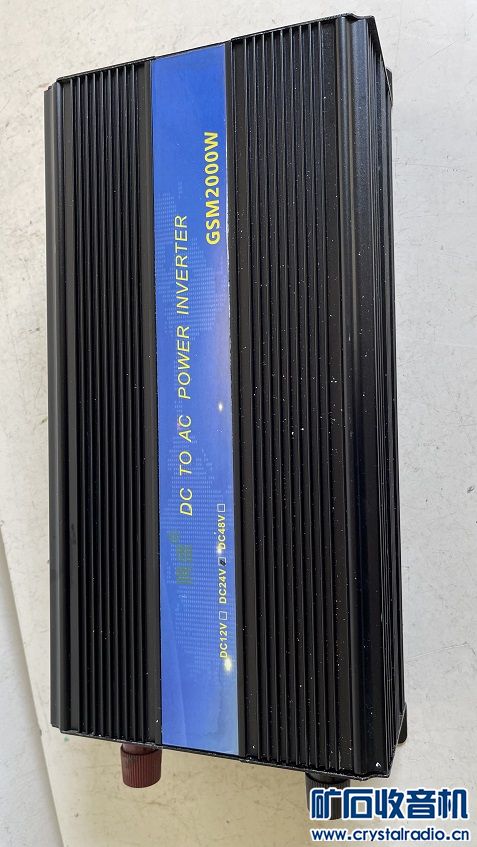 GSM2000W
DC TO AC POWER INVERTER
DC12V□ DC24V☑ DC48V□
矿石收音机
www.crystalradio.cn